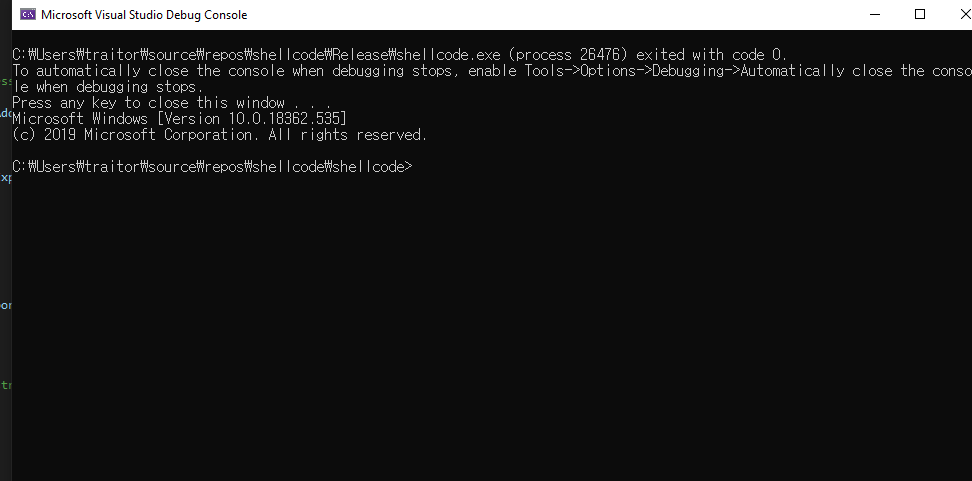 Microsoft Visual Studio Debug Console
C:₩Users₩traitor₩source₩repos₩shellcode₩Release₩shellcode.exe (process 26476) exited with code 0.
To automatically close the console when debugging stops, enable Tools->Options->Debugging->Automatically close the conso
le when debugging stops.
Press any key to close this window . . .
Microsoft Windows [Version 10.0.18362.535]
(c) 2019 Microsoft Corporation. All rights reserved.
C:₩Users₩traitor₩source₩repos₩shellcode₩shellcode>